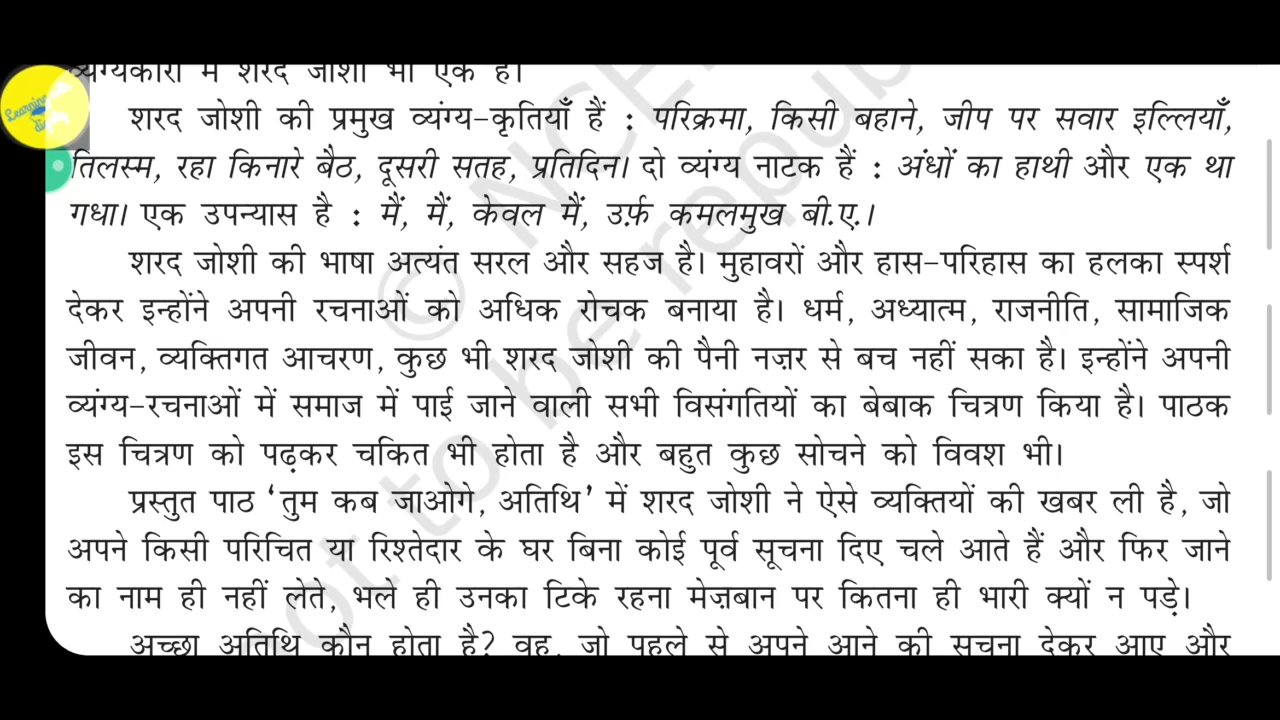 व्यंग्यकारों में शरद जोशी भी एक हैं।
शरद जोशी की प्रमुख व्यंग्य-कृतियाँ हैं : परिक्रमा, किसी बहाने, जीप पर सवार इल्लियाँ,
तिलस्म, रहा किनारे बैठ, दूसरी सतह, प्रतिदिन। दो व्यंग्य नाटक हैं : अंधों का हाथी और एक था
गधा। एक उपन्यास है : मैं, मैं, केवल मैं, उर्फ़ कमलमुख बी.ए.।
शरद जोशी की भाषा अत्यंत सरल और सहज है। मुहावरों और हास-परिहास का हलका स्पर्श
देकर इन्होंने अपनी रचनाओं को अधिक रोचक बनाया है। धर्म, अध्यात्म, राजनीति, सामाजिक
जीवन, व्यक्तिगत आचरण, कुछ भी शरद जोशी की पैनी नज़र से बच नहीं सका है। इन्होंने अपनी
व्यंग्य-रचनाओं में समाज में पाई जाने वाली सभी विसंगतियों का बेबाक चित्रण किया है। पाठक
इस चित्रण को पढ़कर चकित भी होता है और बहुत कुछ सोचने को विवश भी।
प्रस्तुत पाठ ‘तुम कब जाओगे, अतिथि’ में शरद जोशी ने ऐसे व्यक्तियों की खबर ली है, जो
अपने किसी परिचित या रिश्तेदार के घर बिना कोई पूर्व सूचना दिए चले आते हैं और फिर जाने
का नाम ही नहीं लेते, भले ही उनका टिके रहना मेज़बान पर कितना ही भारी क्यों न पड़े।
अच्छा अतिथि कौन होता है? वह, जो पहले से अपने आने की सूचना देकर आए और